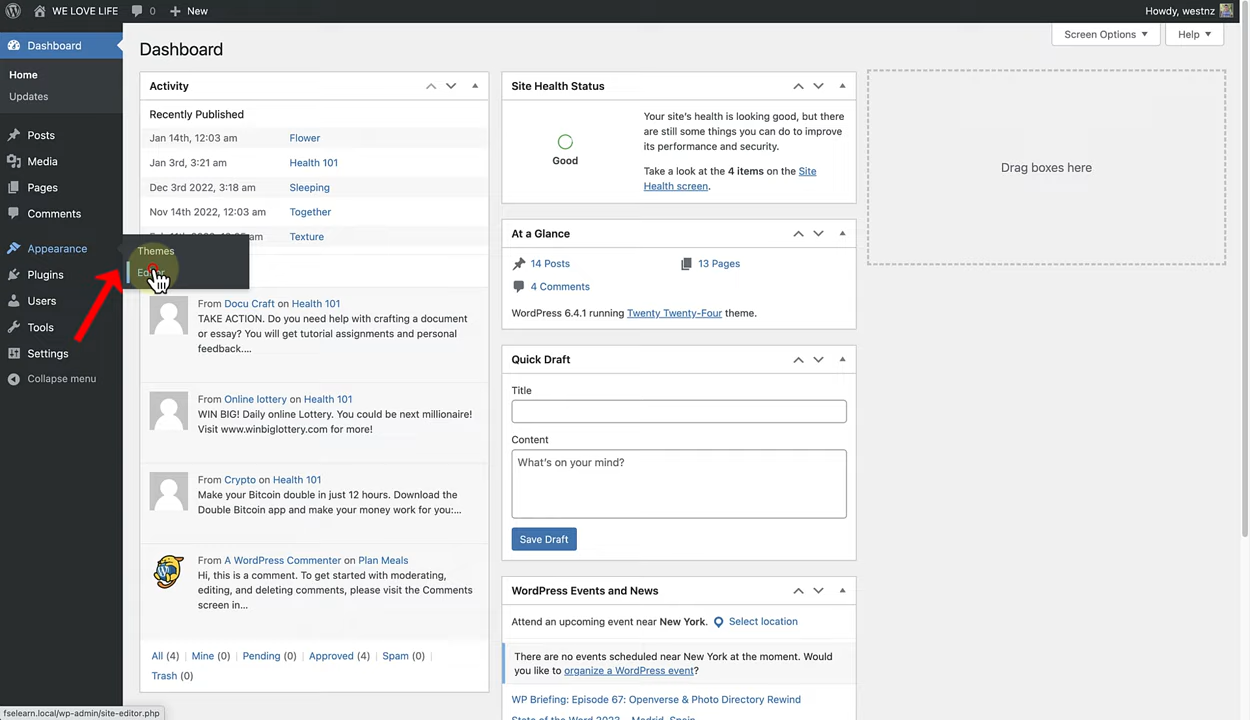 WE LOVE LIFE
0
New
Howdy, westnz
Dashboard
Home
Updates
Posts
Media
Pages
Comments
Appearance
Plugins
Users
Tools
Settings
Collapse menu
Themes
Editor
Dashboard
Screen Options
Help
Activity
Recently Published
Jan 14th, 12:03 am
Flower
Jan 3rd, 3:21 am
Health 101
Dec 3rd 2022, 3:18 am
Sleeping
Nov 14th 2022, 12:03 am
Together
am
Texture
From Docu Craft on Health 101
TAKE ACTION. Do you need help with crafting a document
or essay? You will get tutorial assignments and personal
feedback.…
From Online lottery on Health 101
WIN BIG! Daily online Lottery. You could be next millionaire!
Visit www.winbiglottery.com for more!
From Crypto on Health 101
Make your Bitcoin double in just 12 hours. Download the
Double Bitcoin app and make your money work for you:…
From A WordPress Commenter on Plan Meals
Hi, this is a comment. To get started with moderating,
editing, and deleting comments, please visit the Comments
screen in…
All (4) | Mine (0) | Pending (0) | Approved (4) | Spam (0) |
Trash (0)
Site Health Status
Good
Your site's health is looking good, but there
are still some things you can do to improve
its performance and security.
Take a look at the 4 items on the Site
Health screen.
At a Glance
14 Posts
13 Pages
4 Comments
WordPress 6.4.1 running Twenty Twenty-Four theme.
Quick Draft
Title
Content
What's on your mind?
Save Draft
WordPress Events and News
Attend an upcoming event near New York.
Select location
There are no events scheduled near New York at the moment. Would
you like to organize a WordPress event?
WP Briefing: Episode 67: Openverse & Photo Directory Rewind
State of the Word 2023 – Madrid, Spain
Drag boxes here
fselearn.local/wp-admin/site-editor.php